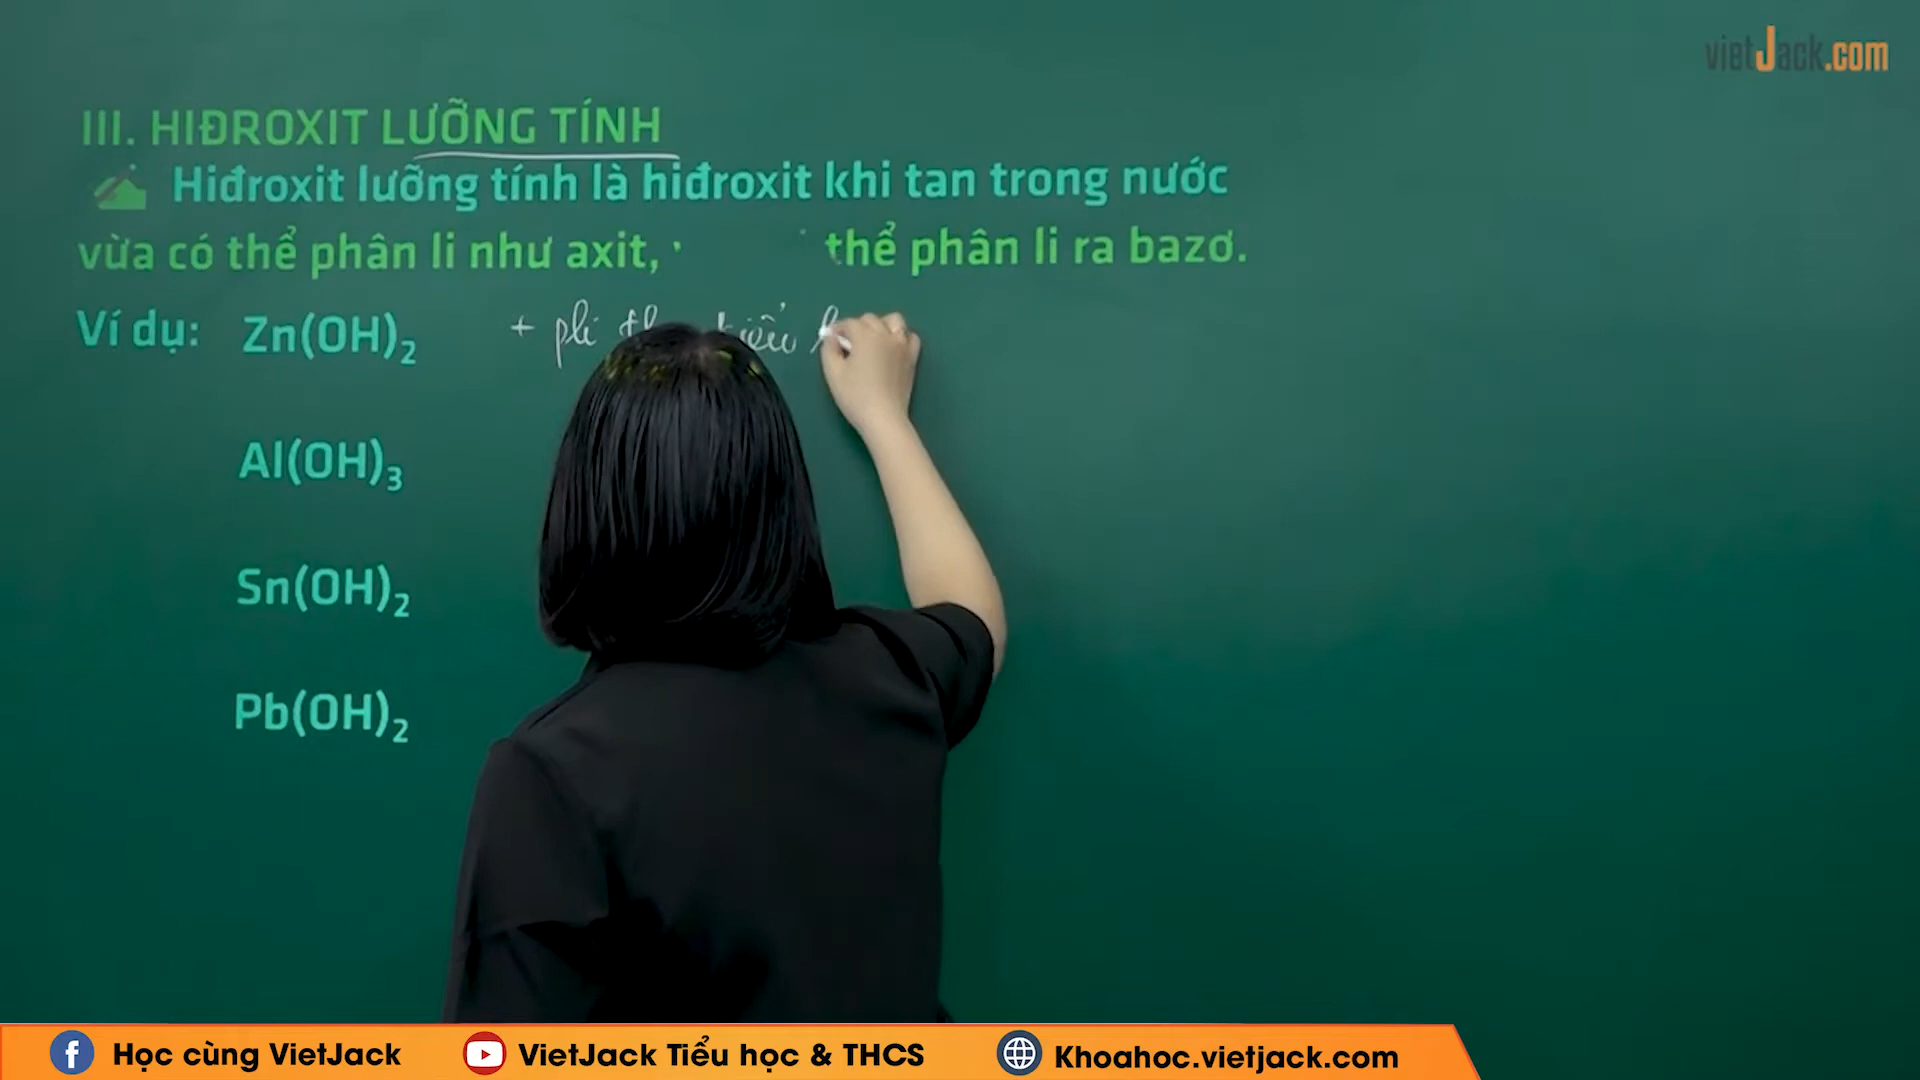 vietJack.com
III. HIĐROXIT LƯỠNG TÍNH
Hiđroxit lưỡng tính là hiđroxit khi tan trong nước
vừa có thể phân li như axit, thể phân li ra bazơ.
Ví dụ: Zn(OH)₂ + pli
Al(OH)₃
Sn(OH)₂
Pb(OH)₂
Học cùng VietJack VietJack Tiểu học & THCS Khoahoc.vietjack.com